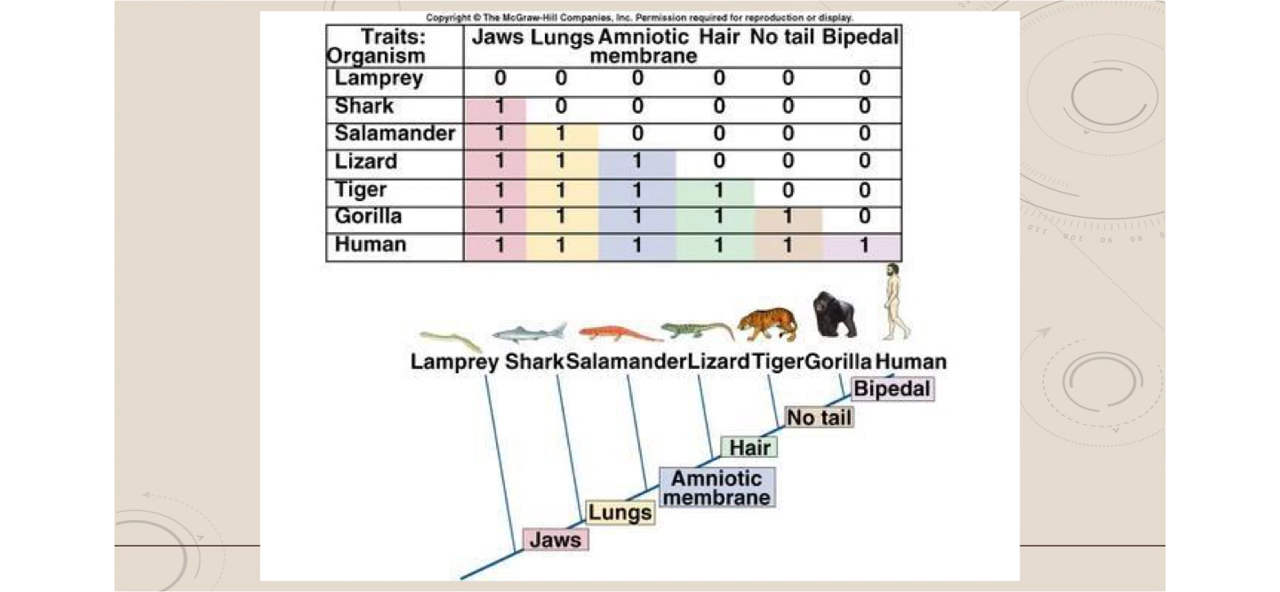 Copyright © The McGraw-Hill Companies, Inc. Permission required for reproduction or display.
Traits: Jaws Lungs Amniotic Hair No tail Bipedal
Organism membrane
Lamprey 0 0 0 0 0 0
Shark 1 0 0 0 0 0
Salamander 1 1 0 0 0 0
Lizard 1 1 1 0 0 0
Tiger 1 1 1 1 0 0
Gorilla 1 1 1 1 1 0
Human 1 1 1 1 1 1
Lamprey Shark Salamander Lizard Tiger Gorilla Human
Bipedal
No tail
Hair
Amniotic
membrane
Lungs
Jaws